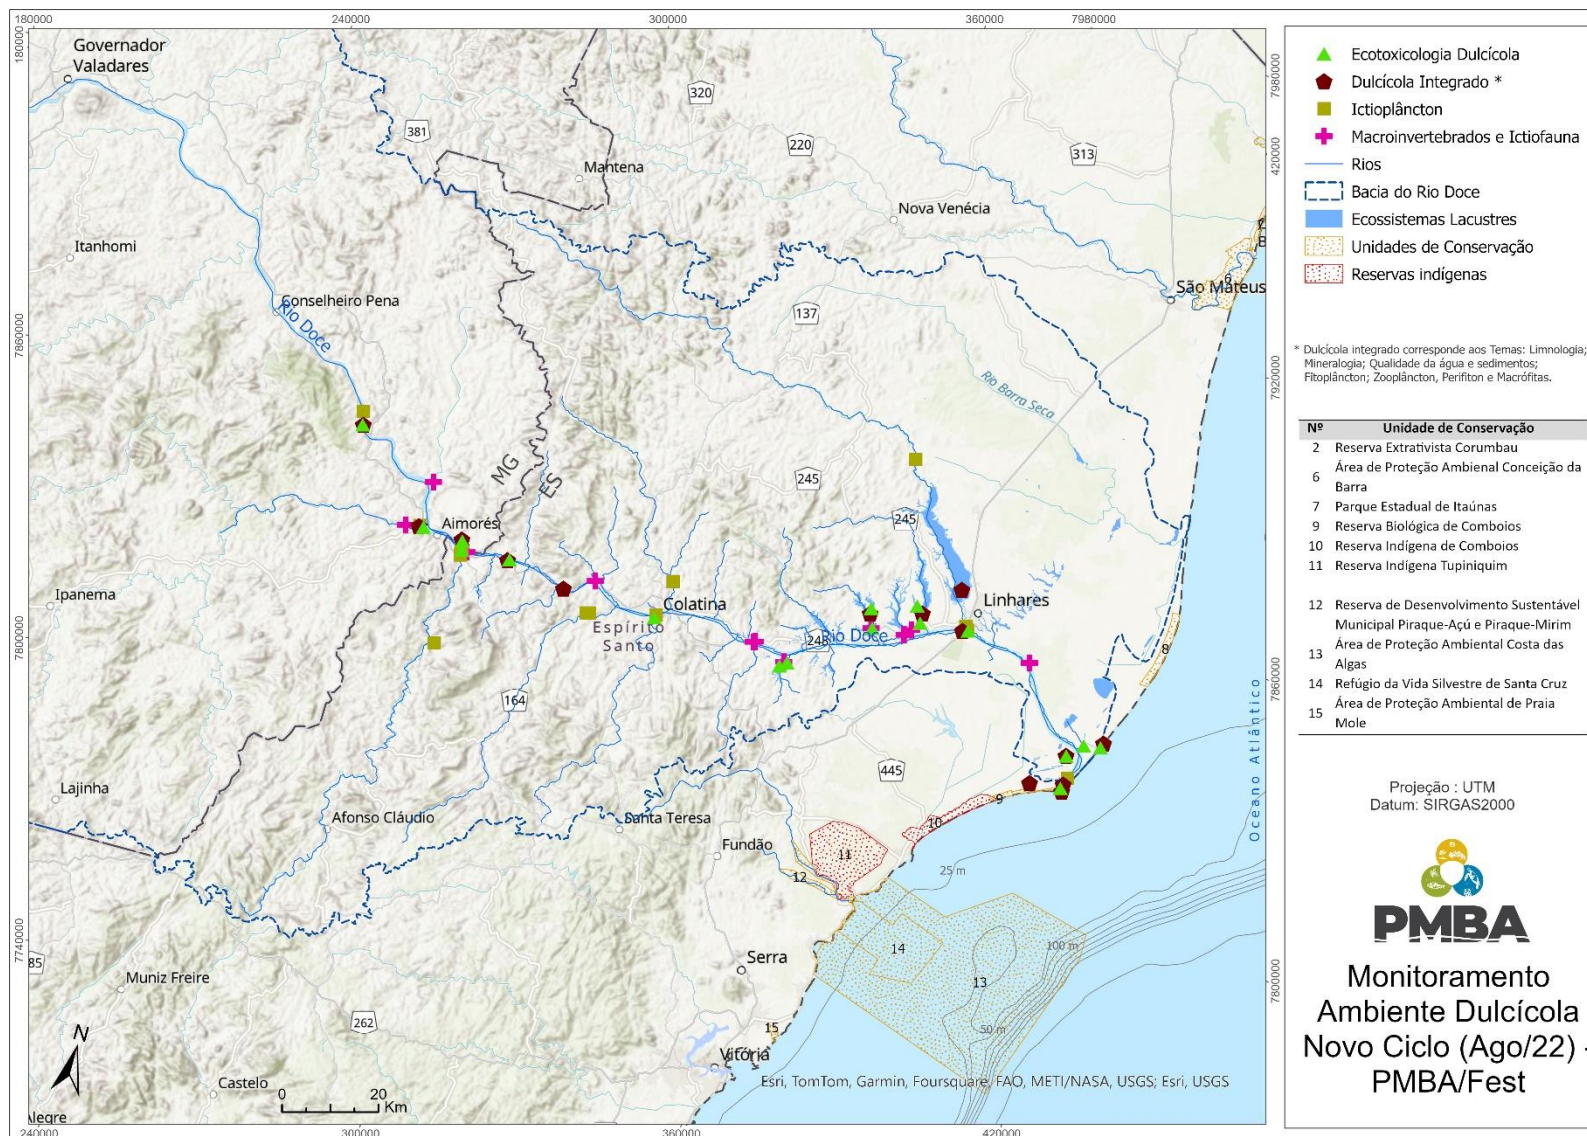 180000
240000
300000
360000
7980000
180000
7860000
7800000
7740000
7980000
420000
7920000
7860000
7800000
240000
300000
360000
420000
Governador
Valadares
320
381
220
313
Mantena
Nova Venécia
Itanhomi
6
São Mateus
Conselheiro Pena
Rio Doce
137
Rio Barra Seca
MG
ES
245
245
Aimorés
Ipanema
Colatina
Linhares
Espírito
Santo
248
Rio Doce
8
164
Oceano Atlântico
445
Lajinha
Afonso Cláudio
Santa Teresa
Fundão
9
10
11
12
25 m
14
100 m
13
50 m
85
Serra
Muniz Freire
262
15
Vitória
N
Castelo
0
20
Km
Alegre
Esri, TomTom, Garmin, Foursquare, FAO, METI/NASA, USGS; Esri, USGS
Ecotoxicologia Dulcícola
Dulcícola Integrado *
Ictioplâncton
Macroinvertebrados e Ictiofauna
Rios
Bacia do Rio Doce
Ecossistemas Lacustres
Unidades de Conservação
Reservas indígenas
* Dulcícola integrado corresponde aos Temas: Limnologia;
Mineralogia; Qualidade da água e sedimentos;
Fitoplâncton; Zooplâncton, Perifiton e Macrófitas.
Nº Unidade de Conservação
2 Reserva Extrativista Corumbau
6 Área de Proteção Ambienal Conceição da
Barra
7 Parque Estadual de Itaúnas
9 Reserva Biológica de Comboios
10 Reserva Indígena de Comboios
11 Reserva Indígena Tupiniquim
12 Reserva de Desenvolvimento Sustentável
Municipal Piraque-Açú e Piraque-Mirim
13 Área de Proteção Ambiental Costa das
Algas
14 Refúgio da Vida Silvestre de Santa Cruz
15 Área de Proteção Ambiental de Praia
Mole
Projeção : UTM
Datum: SIRGAS2000
PMBA
Monitoramento
Ambiente Dulcícola
Novo Ciclo (Ago/22) -
PMBA/Fest